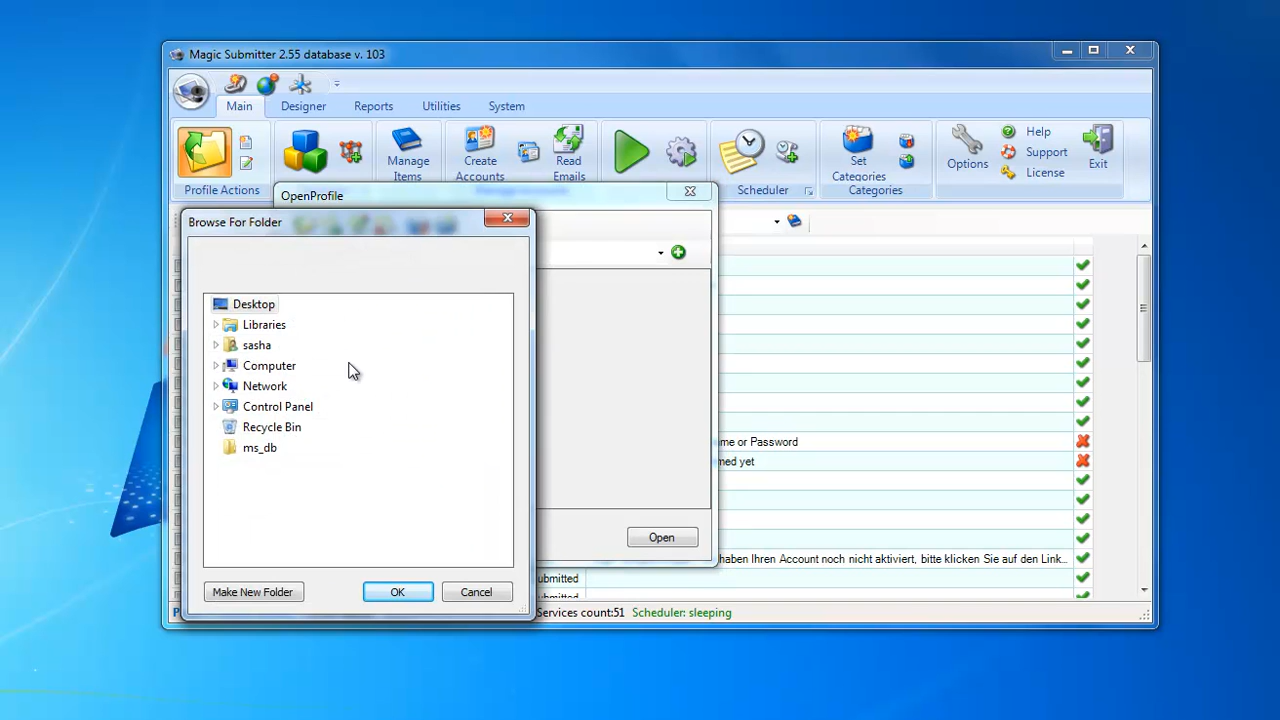 Magic Submitter 2.55 database v. 103
Main Designer Reports Utilities System
Manage Items
Create Accounts
Read Emails
Set Categories
Options
Help
Support
License
Exit
Profile Actions
Scheduler
Categories
OpenProfile
Browse For Folder
Desktop
Libraries
sasha
Computer
Network
Control Panel
Recycle Bin
ms_db
me or Password
med yet
Open
haben Ihren Account noch nicht aktiviert, bitte klicken Sie auf den Link...
ubmitted
Make New Folder OK Cancel
Services count:51 Scheduler: sleeping